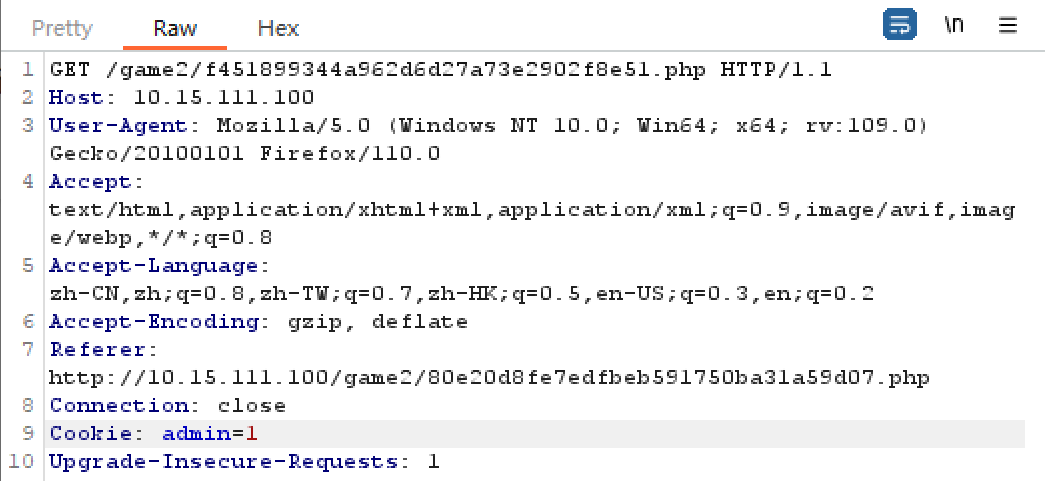 Pretty Raw Hex \n
1 GET /game2/f451899344a962d6d27a73e2902f8e51.php HTTP/1.1
2 Host: 10.15.111.100
3 User-Agent: Mozilla/5.0 (Windows NT 10.0; Win64; x64; rv:109.0)
Gecko/20100101 Firefox/110.0
4 Accept:
text/html,application/xhtml+xml,application/xml;q=0.9,image/avif,imag
e/webp,*/*;q=0.8
5 Accept-Language:
zh-CN,zh;q=0.8,zh-TW;q=0.7,zh-HK;q=0.5,en-US;q=0.3,en;q=0.2
6 Accept-Encoding: gzip, deflate
7 Referer:
http://10.15.111.100/game2/80e20d8fe7edfbeb591750ba31a59d07.php
8 Connection: close
9 Cookie: admin=1
10 Upgrade-Insecure-Requests: 1